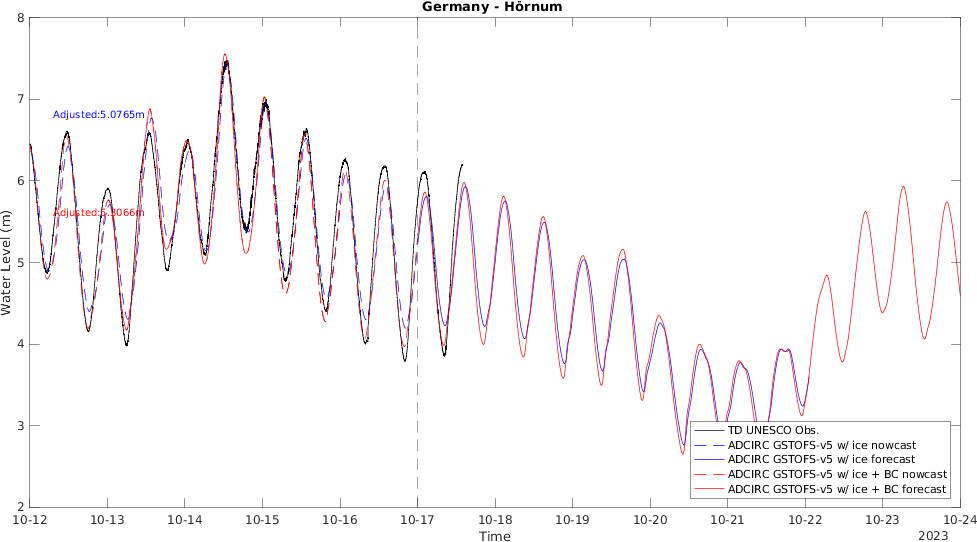 Germany - Hörnum
8
7
6
5
4
3
2
Water Level (m)
Adjusted:5.0765m
Adjusted:5.3066m
TD UNESCO Obs.
ADCIRC GSTOFS-v5 w/ ice nowcast
ADCIRC GSTOFS-v5 w/ ice forecast
ADCIRC GSTOFS-v5 w/ ice + BC nowcast
ADCIRC GSTOFS-v5 w/ ice + BC forecast
10-12 10-13 10-14 10-15 10-16 10-17 10-18 10-19 10-20 10-21 10-22 10-23 10-24
Time
2023